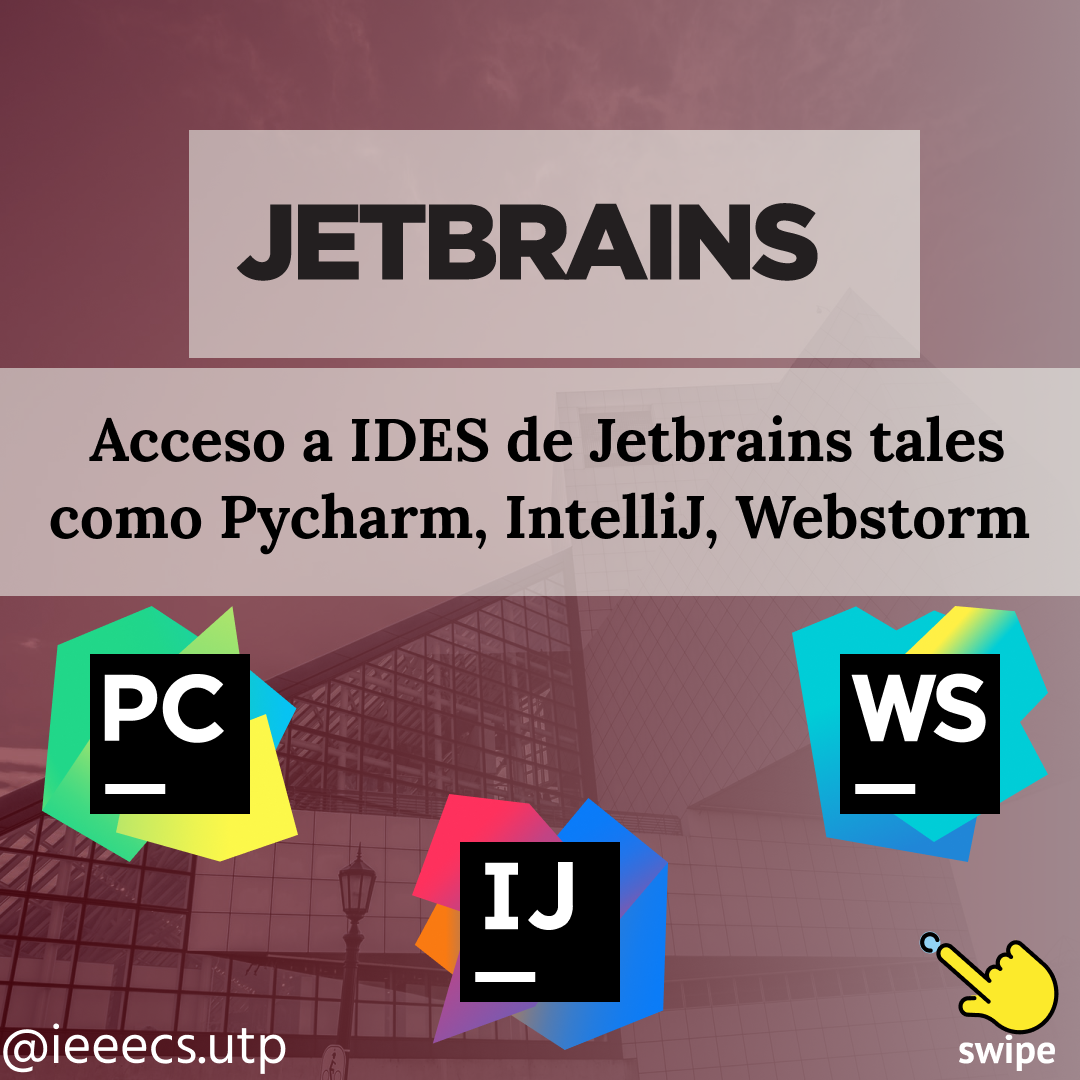 JETBRAINS
Acceso a IDES de Jetbrains tales
como Pycharm, IntelliJ, Webstorm
PC
WS
IJ
@ieeecs.utp
swipe